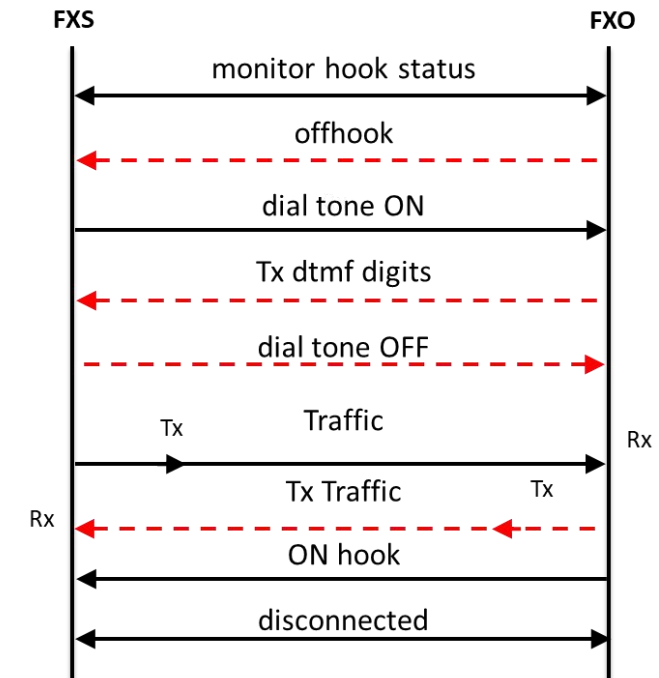 FXS FXO
monitor hook status
offhook
dial tone ON
Tx dtmf digits
dial tone OFF
Tx Traffic Rx
Tx Traffic Tx
Rx
ON hook
disconnected